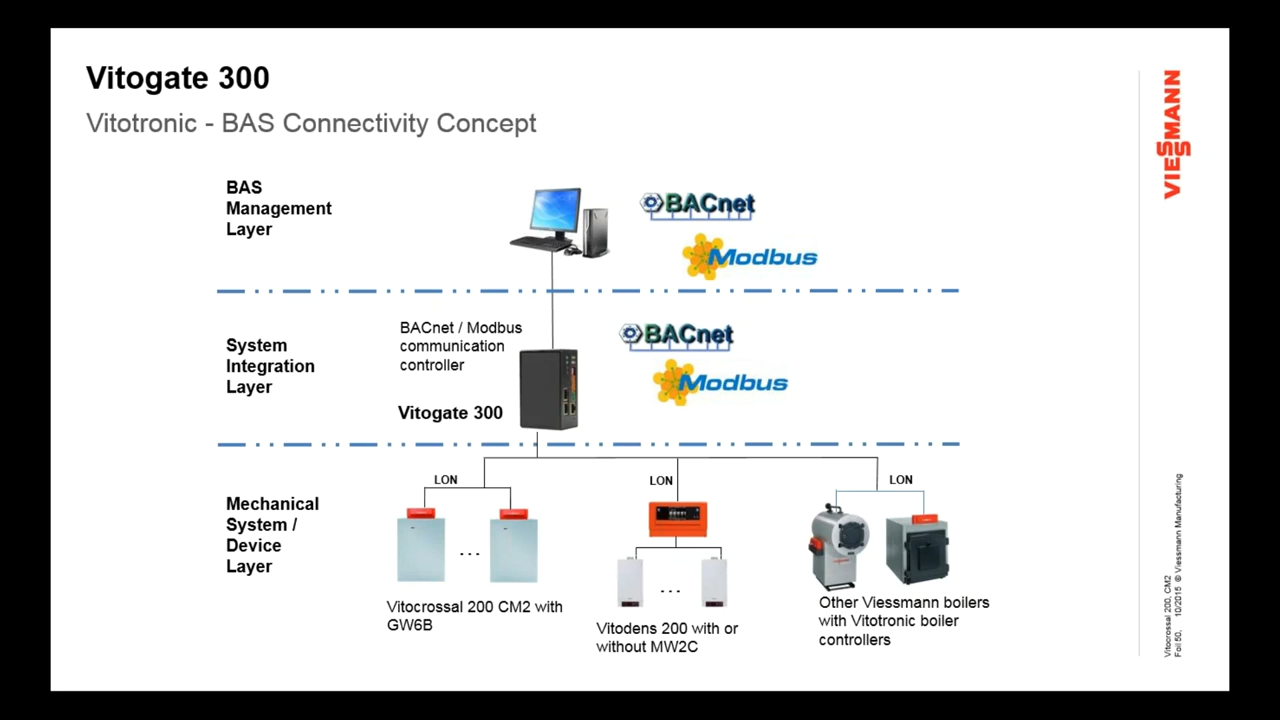 Vitogate 300
Vitotronic - BAS Connectivity Concept
VIESMANN
BAS
Management
Layer
BACnet
Modbus
System
Integration
Layer
BACnet / Modbus
communication
controller
Vitogate 300
BACnet
Modbus
Mechanical
System /
Device
Layer
LON
LON
LON
Vitocrossal 200 CM2 with
GW6B
Vitodens 200 with or
without MW2C
Other Viessmann boilers
with Vitotronic boiler
controllers
Vitocrossal 200, CM2
Foil 50, 10/2015 © Viessmann Manufacturing